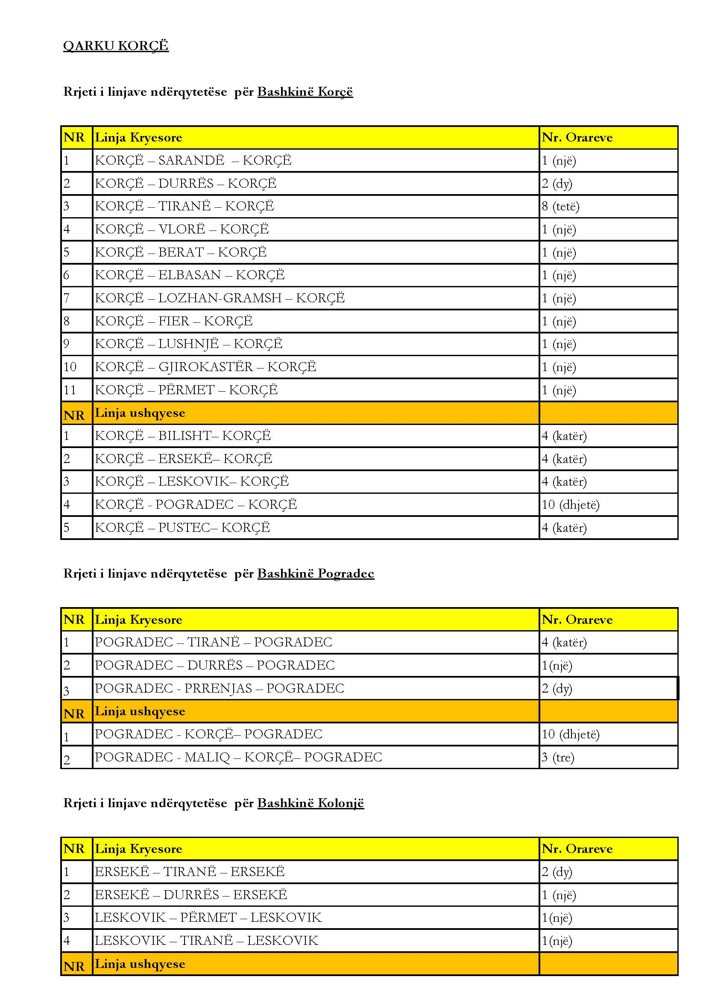 QARKU KORÇË
Rrjeti i linjave ndërqytetëse  për Bashkinë Korçë
NR Linja Kryesore Nr. Orareve
1 KORÇË – SARANDË  – KORÇË 1 (një)
2 KORÇË – DURRËS – KORÇË 2 (dy)
3 KORÇË – TIRANË – KORÇË 8 (tetë)
4 KORÇË – VLORË – KORÇË 1 (një)
5 KORÇË – BERAT – KORÇË 1 (një)
6 KORÇË – ELBASAN – KORÇË 1 (një)
7 KORÇË – LOZHAN-GRAMSH – KORÇË 1 (një)
8 KORÇË – FIER – KORÇË 1 (një)
9 KORÇË – LUSHNJË – KORÇË 1 (një)
10 KORÇË – GJIROKASTËR – KORÇË 1 (një)
11 KORÇË – PËRMET – KORÇË 1 (një)
NR Linja ushqyese
1 KORÇË – BILISHT– KORÇË 4 (katër)
2 KORÇË – ERSEKË– KORÇË 4 (katër)
3 KORÇË – LESKOVIK– KORÇË 4 (katër)
4 KORÇË - POGRADEC – KORÇË 10 (dhjetë)
5 KORÇË – PUSTEC– KORÇË 4 (katër)
Rrjeti i linjave ndërqytetëse  për Bashkinë Pogradec
NR Linja Kryesore Nr. Orareve
1 POGRADEC – TIRANË – POGRADEC 4 (katër)
2 POGRADEC – DURRËS – POGRADEC 1(një)
3 POGRADEC - PRRENJAS – POGRADEC 2 (dy)
NR Linja ushqyese
1 POGRADEC - KORÇË– POGRADEC 10 (dhjetë)
2 POGRADEC - MALIQ – KORÇË– POGRADEC 3 (tre)
Rrjeti i linjave ndërqytetëse  për Bashkinë Kolonjë
NR Linja Kryesore Nr. Orareve
1 ERSEKË – TIRANË – ERSEKË 2 (dy)
2 ERSEKË – DURRËS – ERSEKË 1 (një)
3 LESKOVIK – PËRMET – LESKOVIK 1(një)
4 LESKOVIK – TIRANË – LESKOVIK 1(një)
NR Linja ushqyese